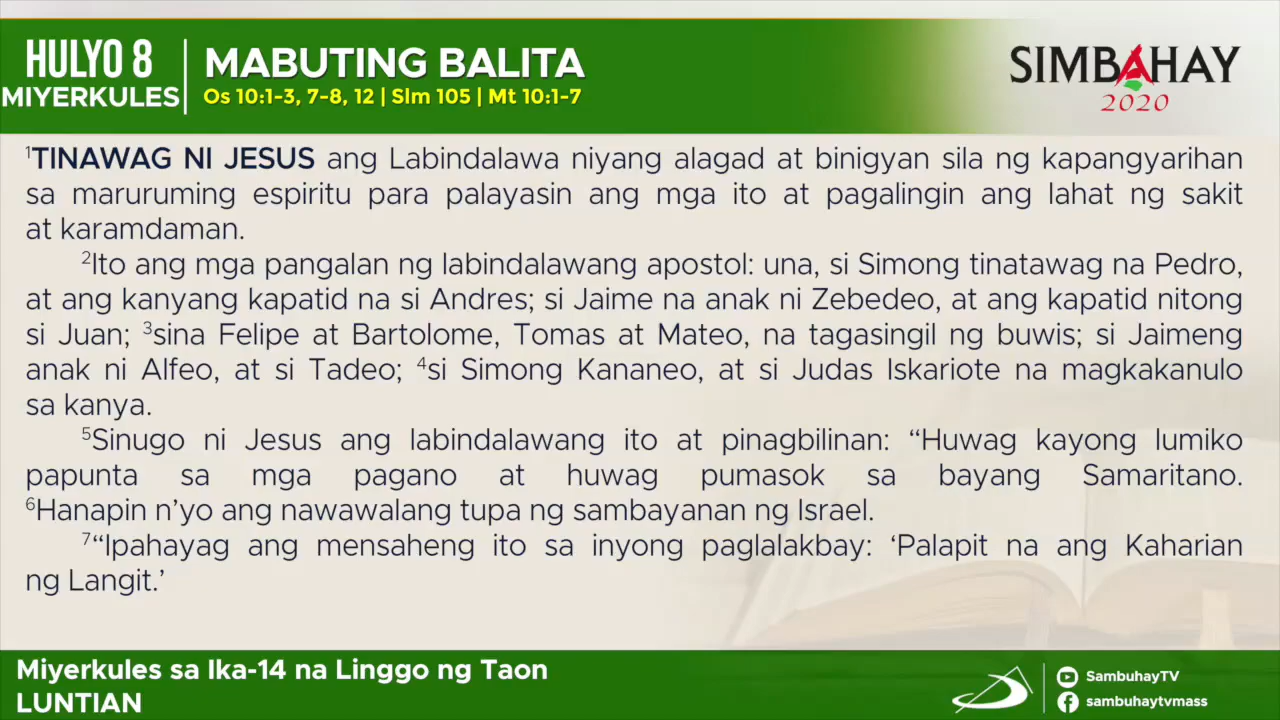 HULYO 8
MIYERKULES
MABUTING BALITA
Os 10:1-3, 7-8, 12 | Slm 105 | Mt 10:1-7
SIMBAHAY
2020
¹TINAWAG NI JESUS ang Labindalawa niyang alagad at binigyan sila ng kapangyarihan
sa maruruming espiritu para palayasin ang mga ito at pagalingin ang lahat ng sakit
at karamdaman.
²Ito ang mga pangalan ng labindalawang apostol: una, si Simong tinatawag na Pedro,
at ang kanyang kapatid na si Andres; si Jaime na anak ni Zebedeo, at ang kapatid nitong
si Juan; ³sina Felipe at Bartolome, Tomas at Mateo, na tagasingil ng buwis; si Jaimeng
anak ni Alfeo, at si Tadeo; ⁴si Simong Kananeo, at si Judas Iskariote na magkakanulo
sa kanya.
⁵Sinugo ni Jesus ang labindalawang ito at pinagbilinan: “Huwag kayong lumiko
papunta sa mga pagano at huwag pumasok sa bayang Samaritano.
⁶Hanapin n’yo ang nawawalang tupa ng sambayanan ng Israel.
⁷“Ipahayag ang mensaheng ito sa inyong paglalakbay: ‘Palapit na ang Kaharian
ng Langit.’
Miyerkules sa Ika-14 na Linggo ng Taon
LUNTIAN
SambuhayTV
sambuhaytvmass